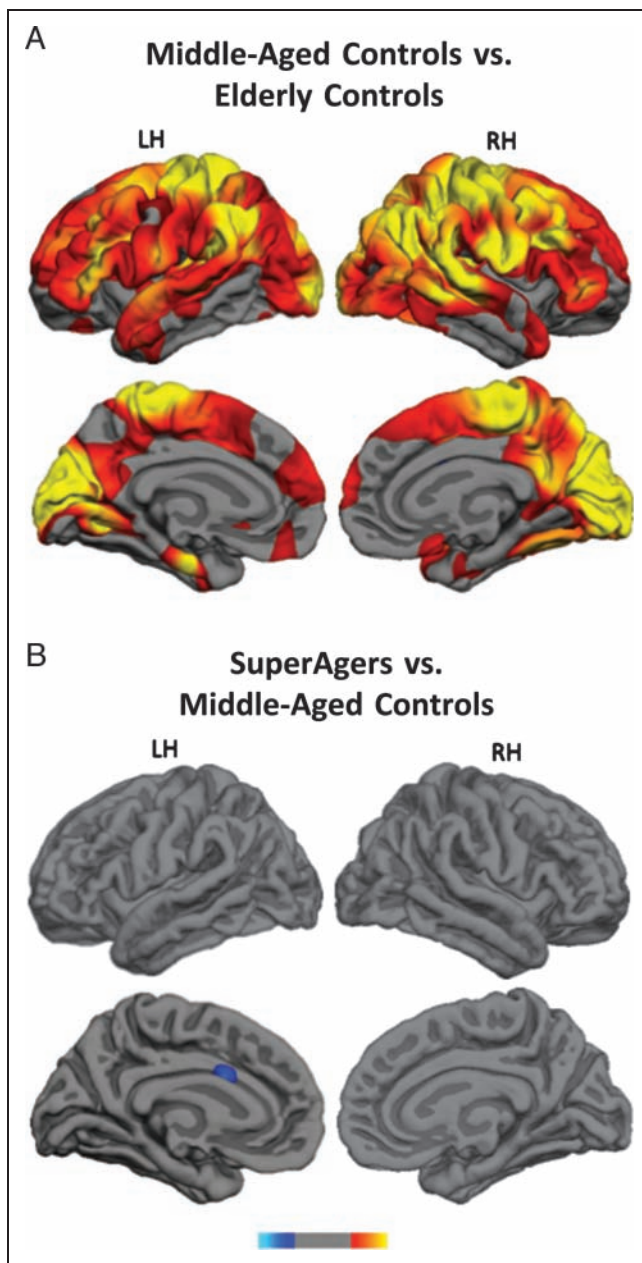 A
Middle-Aged Controls vs.
Elderly Controls
LH
RH
B
SuperAgers vs.
Middle-Aged Controls
LH
RH